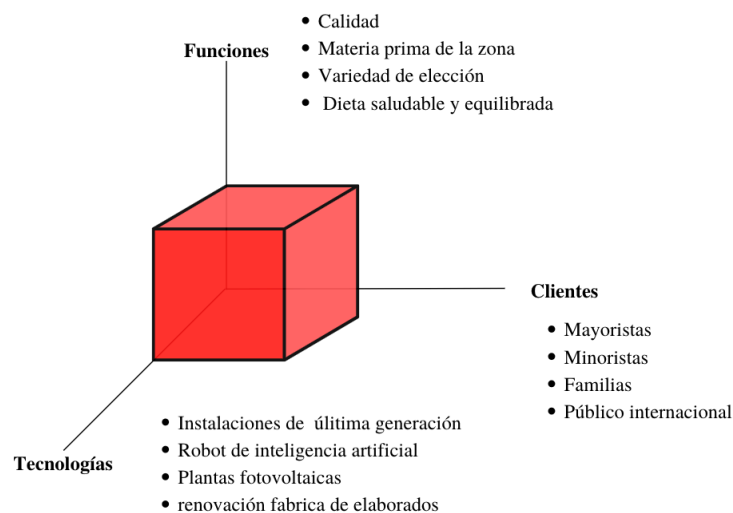 Funciones
• Calidad
• Materia prima de la zona
• Variedad de elección
• Dieta saludable y equilibrada
Clientes
• Mayoristas
• Minoristas
• Familias
• Público internacional
Tecnologías
• Instalaciones de úlitima generación
• Robot de inteligencia artificial
• Plantas fotovoltaicas
• renovación fabrica de elaborados